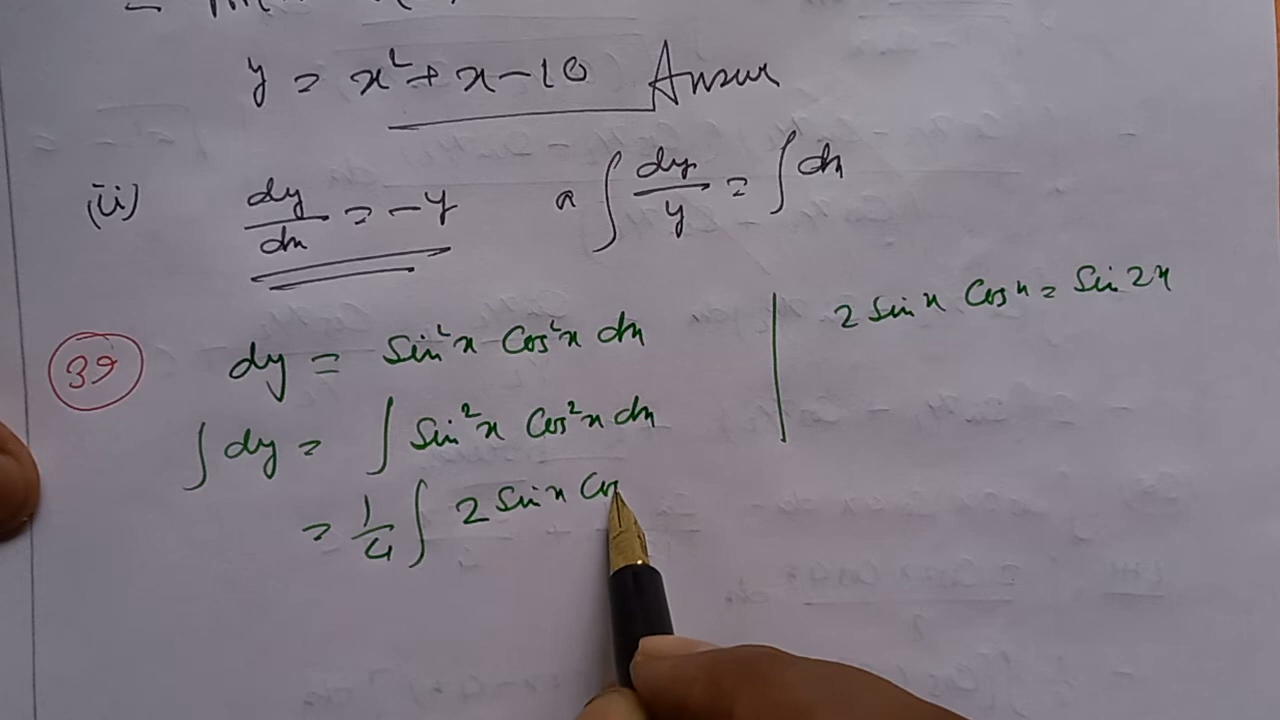 y = x² + x - 10 Answer
(ii) dy/dx = -y a ∫ dy/y = ∫ dx
39 dy = Sin²x Cos²x dx
2 Sin x Cos x = Sin 2x
∫ dy = ∫ Sin²x Cos²x dx
= 1/4 ∫ 2 Sin x Cos